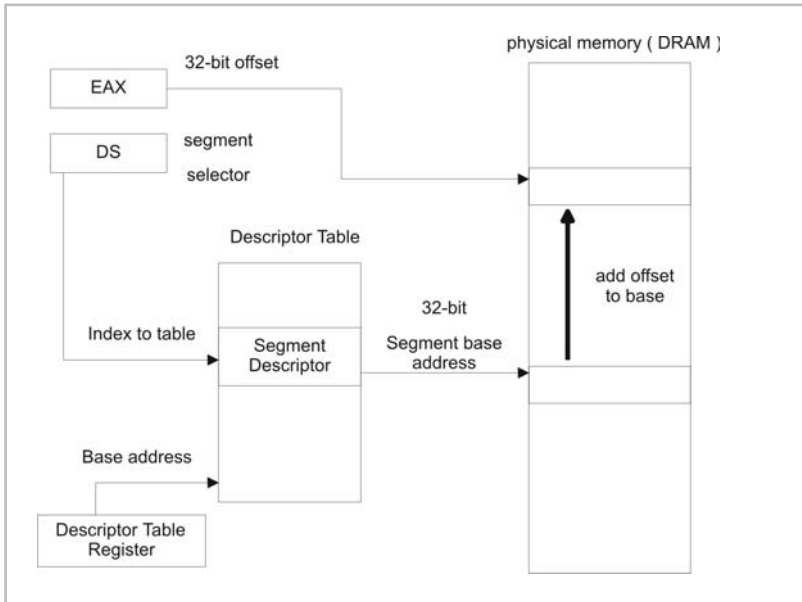 physical memory ( DRAM )
32-bit offset
EAX
DS
segment
selector
Descriptor Table
add offset
to base
32-bit
Index to table
Segment
Descriptor
Segment base
address
Base address
Descriptor Table
Register